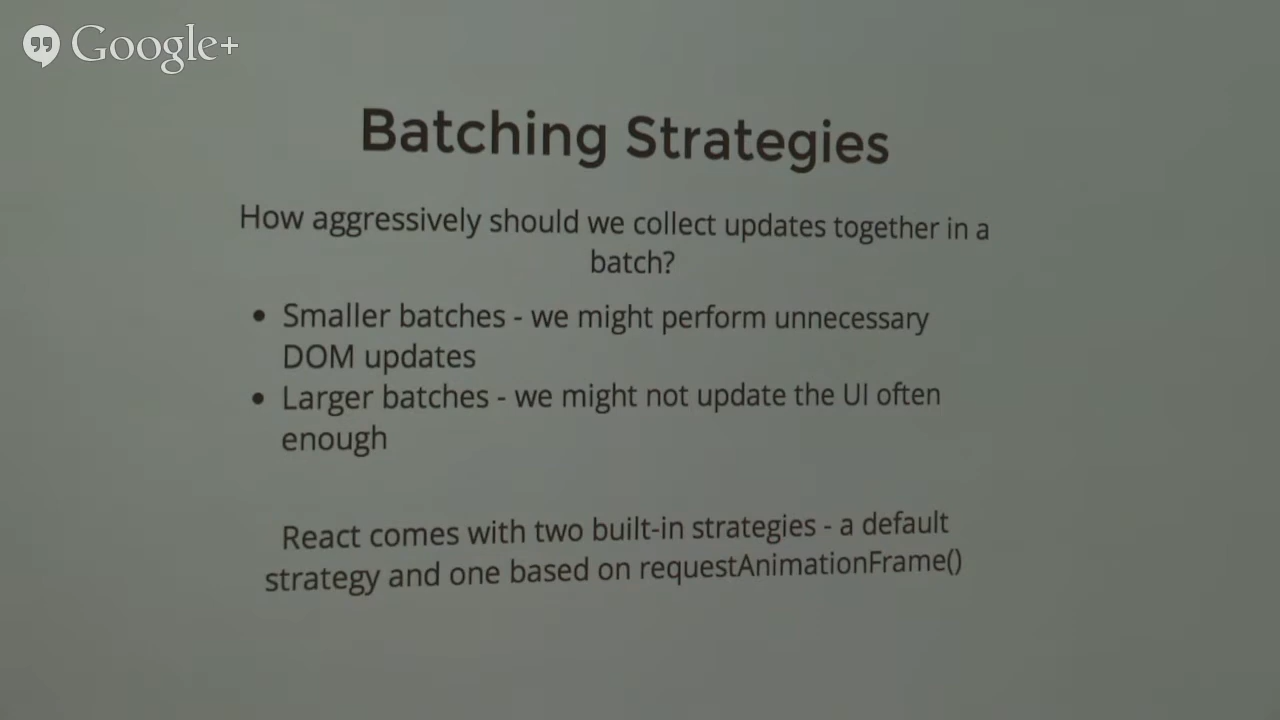 Google+
Batching Strategies
How aggressively should we collect updates together in a
batch?
• Smaller batches - we might perform unnecessary
DOM updates
• Larger batches - we might not update the UI often
enough
React comes with two built-in strategies - a default
strategy and one based on requestAnimationFrame()